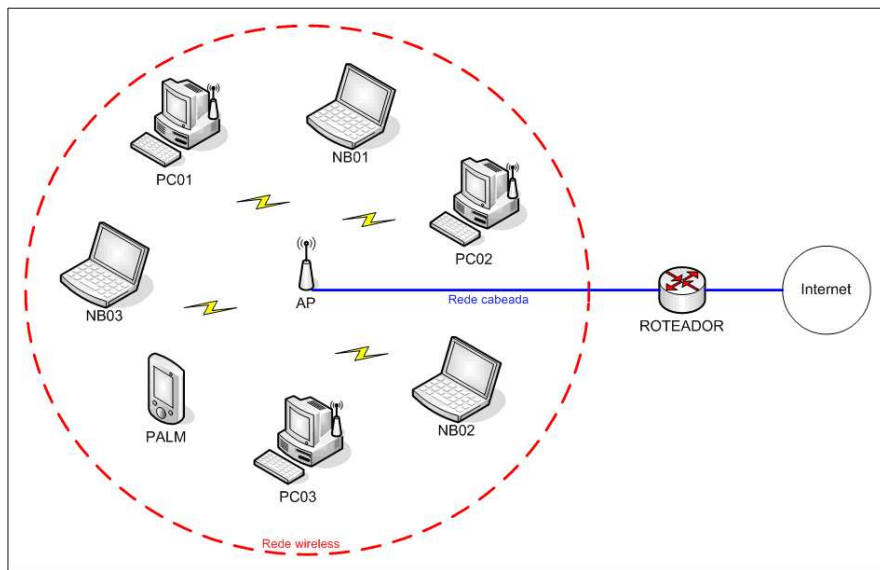 PC01
NB01
PC02
NB03
AP
Rede cabeada
ROTEADOR
Internet
PALM
PC03
NB02
Rede wireless